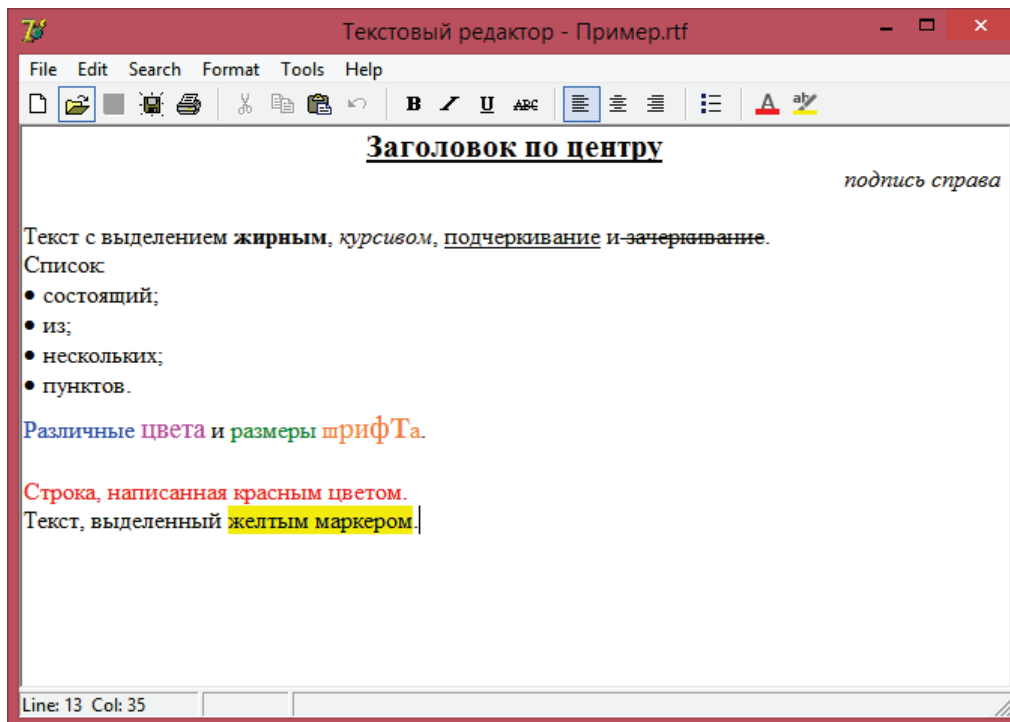 Текстовый редактор - Пример.rtf
File Edit Search Format Tools Help
B I U ABC A ab
Заголовок по центру
подпись справа
Текст с выделением жирным, курсивом, подчеркивание и зачеркивание.
Список:
• состоящий;
• из;
• нескольких;
• пунктов.
Различные цвета и размеры шрифТа.
Строка, написанная красным цветом.
Текст, выделенный желтым маркером.
Line: 13 Col: 35